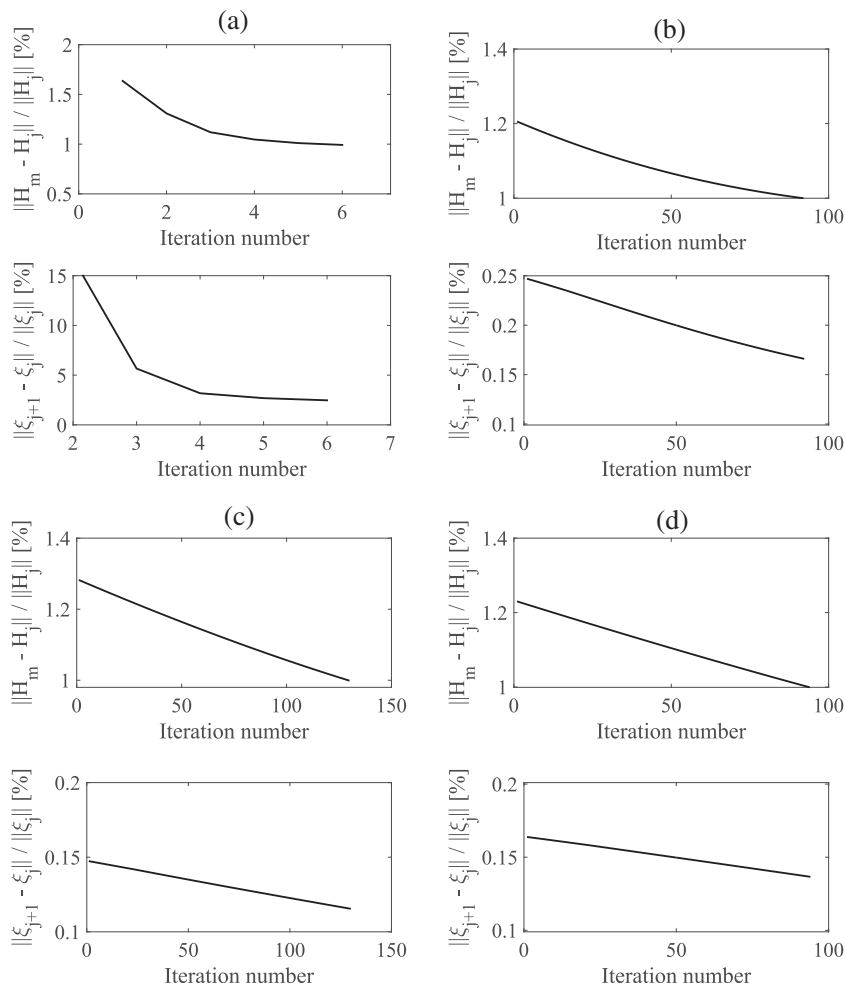 (a)
||H_m - H_j|| / ||H_j|| [%]
2
1.5
1
0.5
0 2 4 6
Iteration number
||ξ_{j+1} - ξ_j|| / ||ξ_j|| [%]
15
10
5
0
2 3 4 5 6 7
Iteration number
(b)
||H_m - H_j|| / ||H_j|| [%]
1.4
1.2
1
0 50 100
Iteration number
||ξ_{j+1} - ξ_j|| / ||ξ_j|| [%]
0.25
0.2
0.15
0.1
0 50 100
Iteration number
(c)
||H_m - H_j|| / ||H_j|| [%]
1.4
1.2
1
0 50 100 150
Iteration number
||ξ_{j+1} - ξ_j|| / ||ξ_j|| [%]
0.2
0.15
0.1
0 50 100 150
Iteration number
(d)
||H_m - H_j|| / ||H_j|| [%]
1.4
1.2
1
0 50 100
Iteration number
||ξ_{j+1} - ξ_j|| / ||ξ_j|| [%]
0.2
0.15
0.1
0 50 100
Iteration number